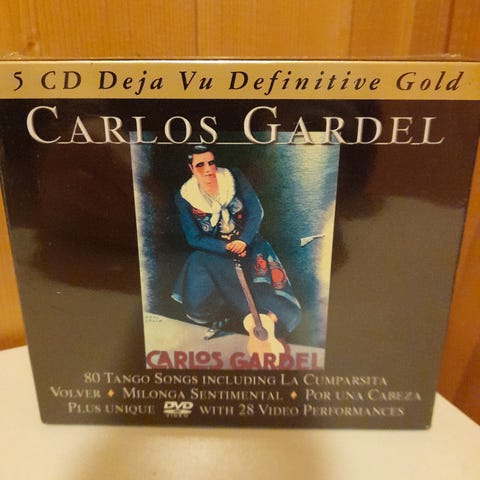 5 CD Deja Vu Definitive Gold
CARLOS GARDEL
CARLOS GARDEL
80 TANGO SONGS INCLUDING LA CUMPARSITA
VOLVER ♦ MILONGA SENTIMENTAL ♦ POR UNA CABEZA
PLUS UNIQUE DVD VIDEO WITH 28 VIDEO PERFORMANCES